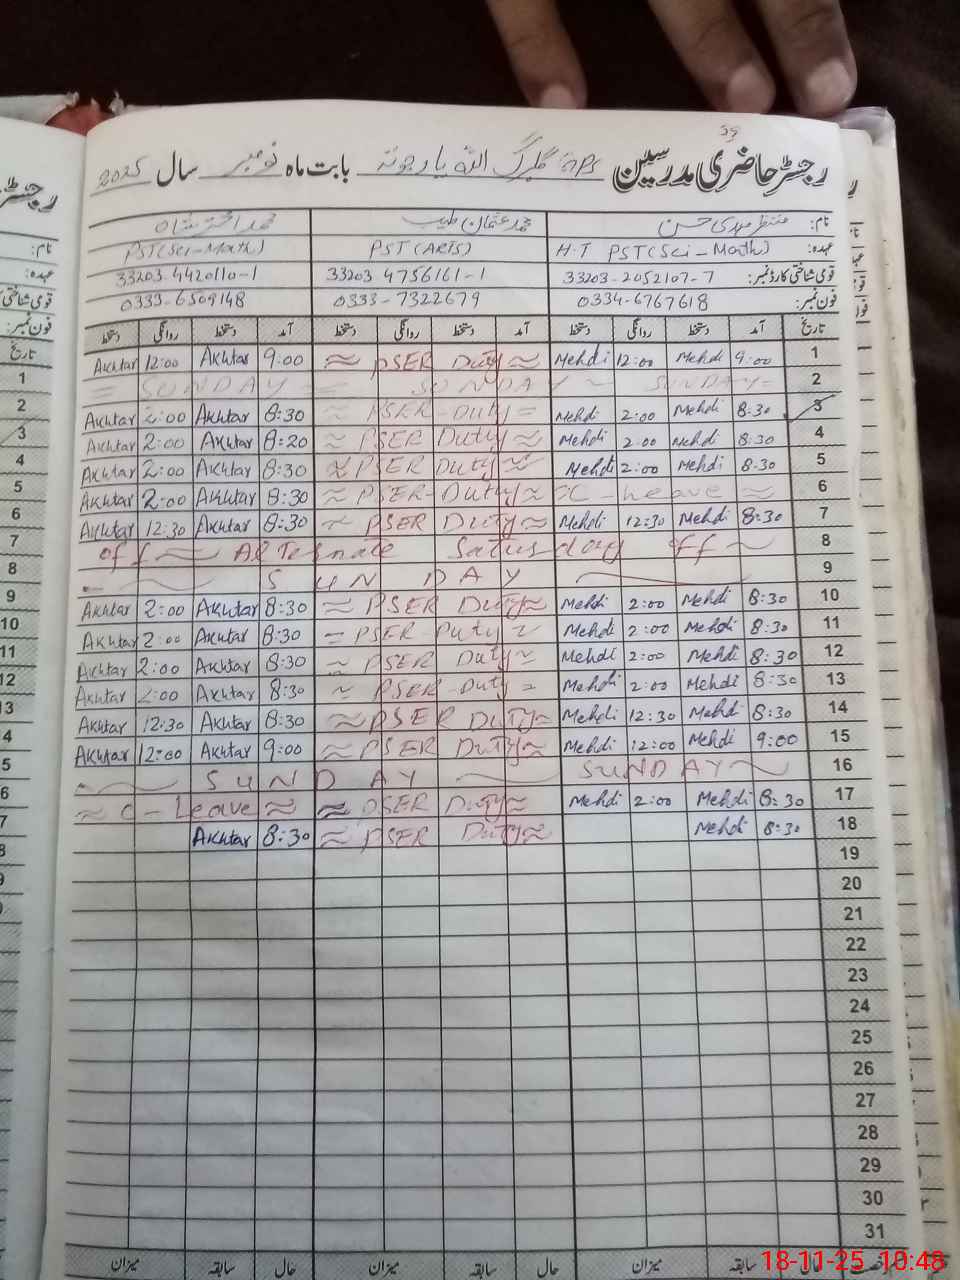 رجسٹر حاضری مدرسین GPS گلبرگ اللہ یار جوتہ بابت ماہ نومبر سال 2025
نام: منتظر مہدی حسن محمد عثمان طیب محمد اختر شاہ
عہدہ: H.T PST(Sci-Math) PST(ARTS) PST(Sci-Math)
قومی شناختی کارڈ نمبر: 33203-2052107-7 33203 4756161-1 33203-4420110-1
فون نمبر: 0334-6767618 0333-7322679 0333-6509148
تاریخ آمد دستخط روانگی دستخط آمد دستخط روانگی دستخط آمد دستخط روانگی دستخط
Akhtar 12:00 Akhtar 9:00 ≈ PSER Duty ≈ Mehdi 12:00 Mehdi 9:00 1
= SUNDAY = SUNDAY ~ SUNDAY = 2
Akhtar 2:00 Akhtar 8:30 ≈ PSER-Duty = Mehdi 2:00 Mehdi 8:30 3
Akhtar 2:00 Akhtar 8:20 ≈ PSER Duty ≈ Mehdi 2:00 Mehdi 8:30 4
Akhtar 2:00 Akhtar 8:30 ≈ PSER Duty ≈ Mehdi 2:00 Mehdi 8:30 5
Akhtar 2:00 Akhtar 8:30 ≈ PSER-Duty ≈ C-Leave ≈ 6
Akhtar 12:30 Akhtar 8:30 ~ PSER Duty ≈ Mehdi 12:30 Mehdi 8:30 7
off ~ Alternate Saturday off ~ 8
~ SUNDAY ~ 9
Akhtar 2:00 Akhtar 8:30 ≈ PSER Duty ≈ Mehdi 2:00 Mehdi 8:30 10
Akhtar 2:00 Akhtar 8:30 = PSER-Duty ~ Mehdi 2:00 Mehdi 8:30 11
Akhtar 2:00 Akhtar 8:30 ~ PSER Duty ~ Mehdi 2:00 Mehdi 8:30 12
Akhtar 2:00 Akhtar 8:30 ~ PSER-Duty = Mehdi 2:00 Mehdi 8:30 13
Akhtar 12:30 Akhtar 8:30 ≈ PSER DUTY ≈ Mehdi 12:30 Mehdi 8:30 14
Akhtar 12:00 Akhtar 9:00 ≈ PSER Duty ≈ Mehdi 12:00 Mehdi 9:00 15
~ SUNDAY ~ SUNDAY ~ 16
≈ C-Leave ≈ ≈ PSER Duty ≈ Mehdi 2:00 Mehdi 8:30 17
Akhtar 8:30 ≈ PSER Duty ≈ Mehdi 8:30 18
19
20
21
22
23
24
25
26
27
28
29
30
31
حال سابقہ میزان حال سابقہ میزان حال سابقہ میزان
18-11-25 10:48